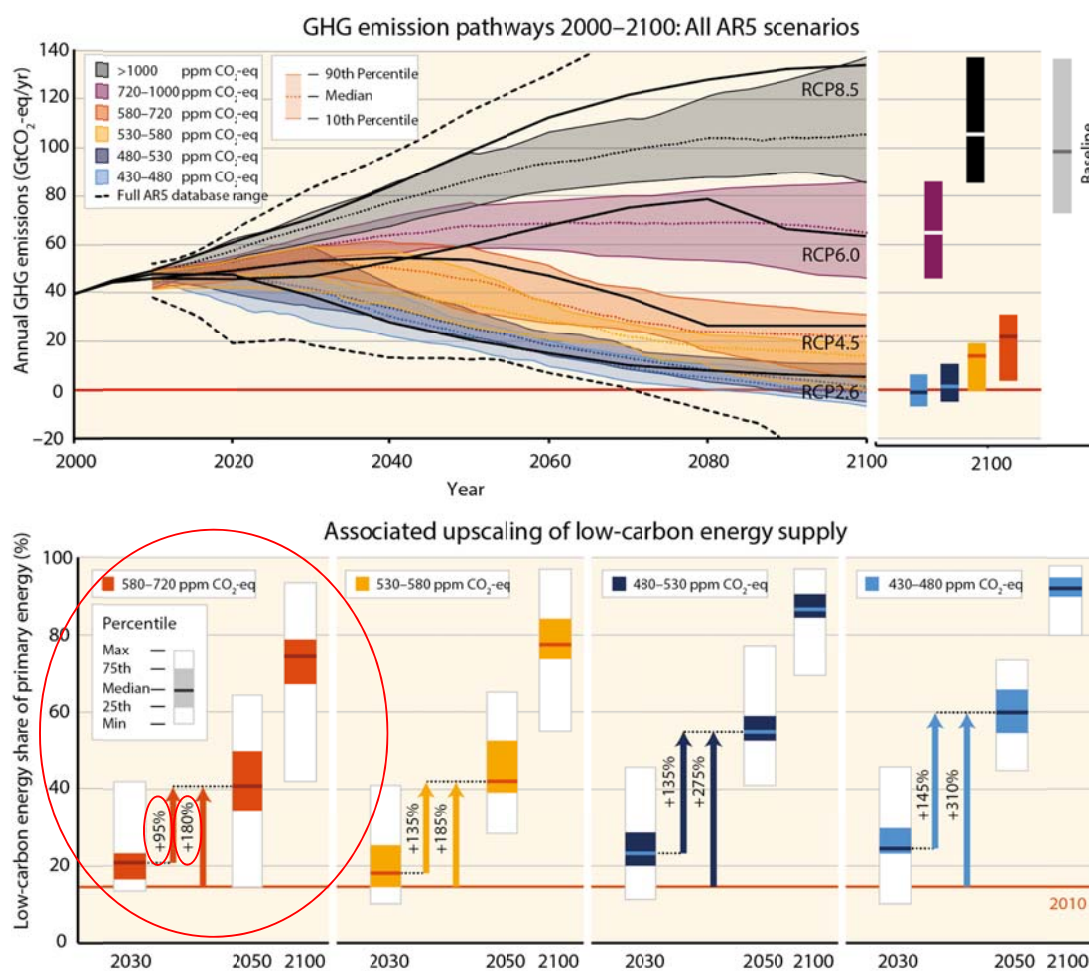 GHG emission pathways 2000–2100: All AR5 scenarios
Annual GHG emissions (GtCO2-eq/yr)
140
120
100
80
60
40
20
0
–20
>1000 ppm CO2-eq
720–1000 ppm CO2-eq
580–720 ppm CO2-eq
530–580 ppm CO2-eq
480–530 ppm CO2-eq
430–480 ppm CO2-eq
Full AR5 database range
90th Percentile
Median
10th Percentile
RCP8.5
RCP6.0
RCP4.5
RCP2.6
Baseline
2000 2020 2040 2060 2080 2100 2100
Year
Associated upscaling of low-carbon energy supply
Low-carbon energy share of primary energy (%)
100
80
60
40
20
0
580–720 ppm CO2-eq
Percentile
Max
75th
Median
25th
Min
+95%
+180%
530–580 ppm CO2-eq
+135%
+185%
480–530 ppm CO2-eq
+135%
+275%
430–480 ppm CO2-eq
+145%
+310%
2010
2030 2050 2100 2030 2050 2100 2030 2050 2100 2030 2050 2100